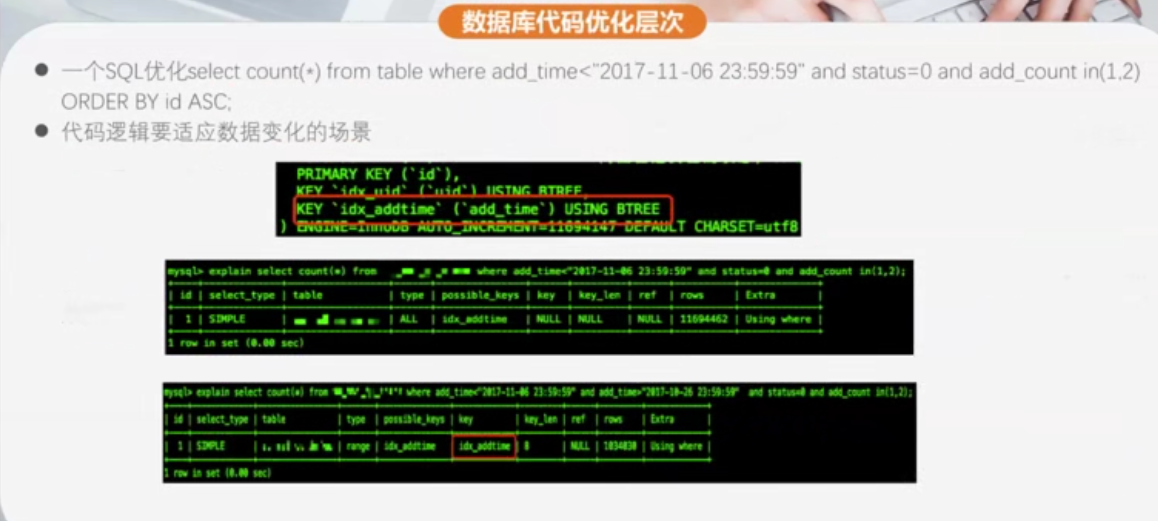 数据库代码优化层次
● 一个SQL优化select count(*) from table where add_time<"2017-11-06 23:59:59" and status=0 and add_count in(1,2)
ORDER BY id ASC;
● 代码逻辑要适应数据变化的场景
PRIMARY KEY (`id`),
KEY `idx_uid` (`uid`) USING BTREE,
KEY `idx_addtime` (`add_time`) USING BTREE
) ENGINE=InnoDB AUTO_INCREMENT=11694147 DEFAULT CHARSET=utf8
mysql> explain select count(*) from where add_time<"2017-11-06 23:59:59" and status=0 and add_count in(1,2);
| id | select_type | table | type | possible_keys | key | key_len | ref | rows | Extra |
| 1 | SIMPLE | | ALL | idx_addtime | NULL | NULL | NULL | 11694462 | Using where |
1 row in set (0.00 sec)
mysql> explain select count(*) from where add_time<"2017-11-06 23:59:59" and add_time>"2017-10-26 23:59:59" and status=0 and add_count in(1,2);
| id | select_type | table | type | possible_keys | key | key_len | ref | rows | Extra |
| 1 | SIMPLE | | range | idx_addtime | idx_addtime | 8 | NULL | 1034030 | Using where |
1 row in set (0.00 sec)